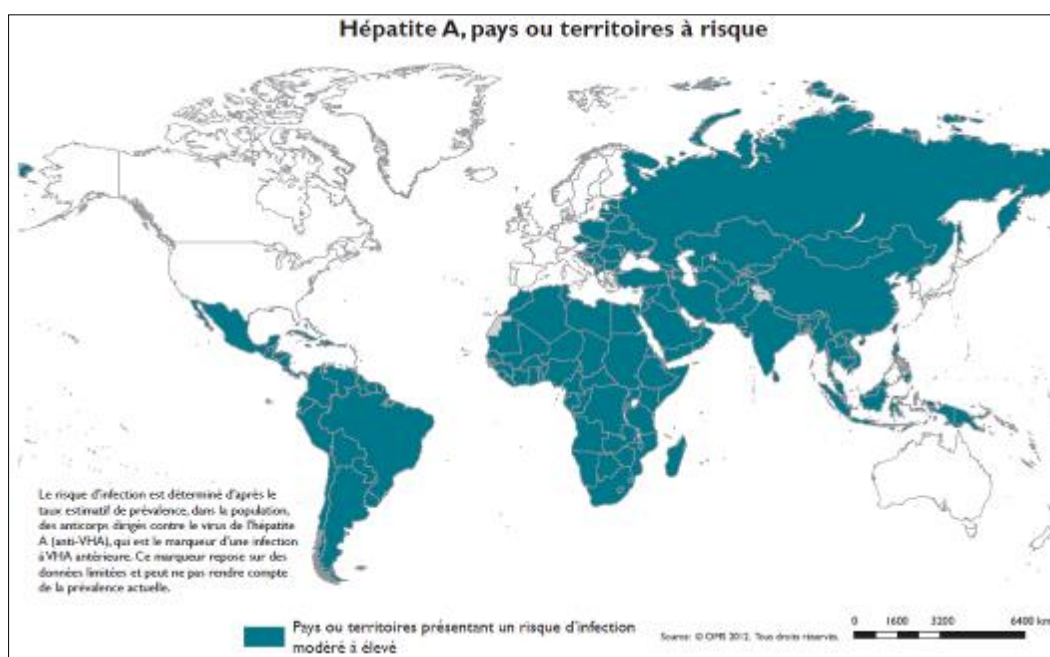 Hépatite A, pays ou territoires à risque
Le risque d'infection est déterminé d'après le
taux estimatif de prévalence, dans la population,
des anticorps dirigés contre le virus de l'hépatite
A (anti-VHA), qui est le marqueur d'une infection
à VHA antérieure. Ce marqueur repose sur des
données limitées et peut ne pas rendre compte
de la prévalence actuelle.
Pays ou territoires présentant un risque d'infection
modéré à élevé
Source: © OMS 2012. Tous droits réservés.
0 1600 3200 6400 km